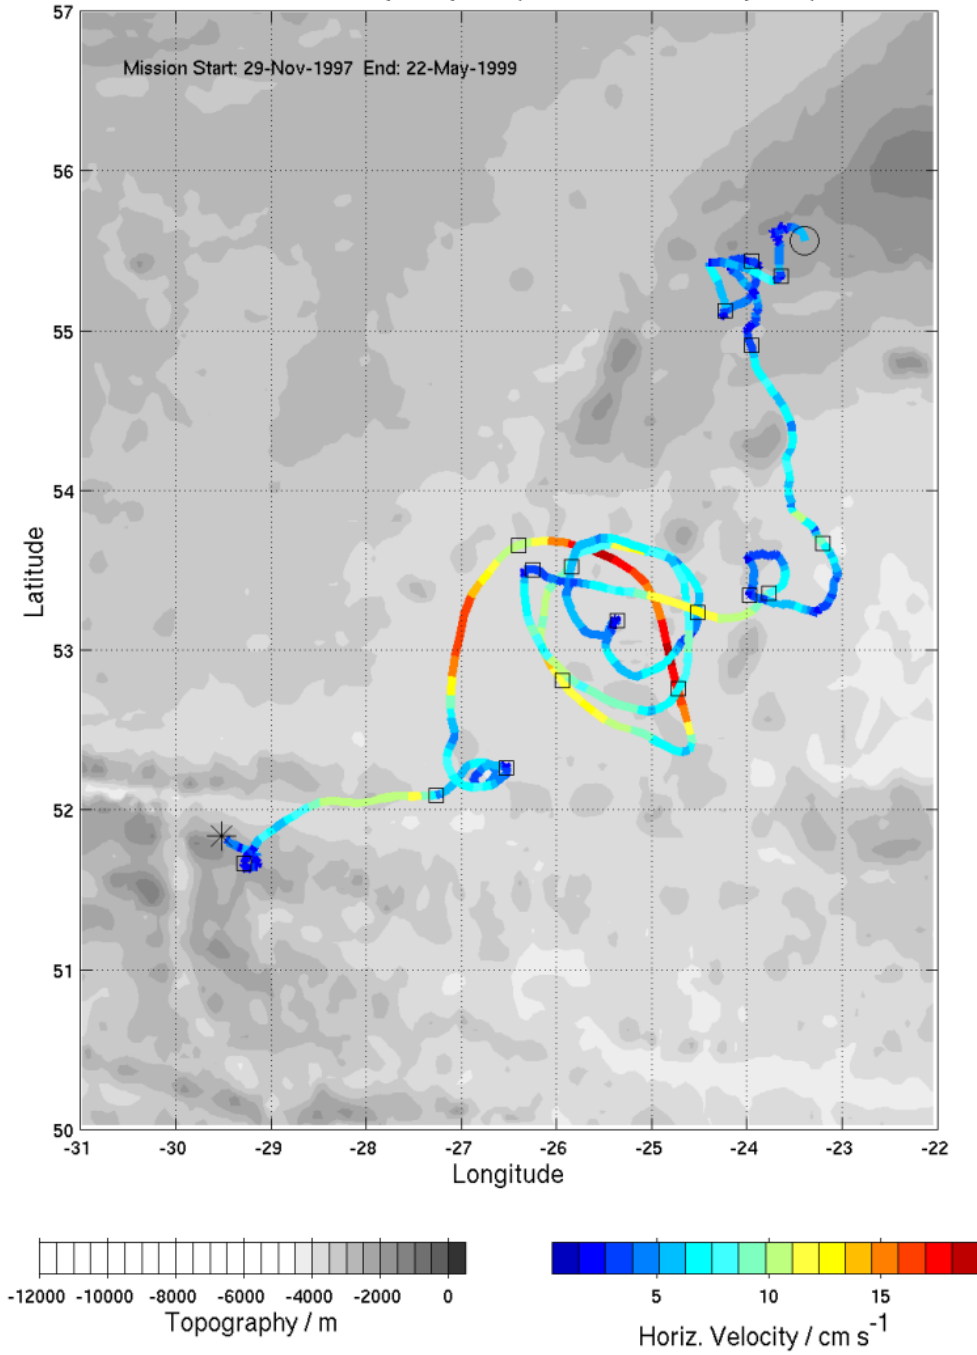 57
Mission Start: 29-Nov-1997  End: 22-May-1999
56
55
54
53
52
51
50
Latitude
-31 -30 -29 -28 -27 -26 -25 -24 -23 -22
Longitude
-12000 -10000 -8000 -6000 -4000 -2000 0
Topography / m
5 10 15
Horiz. Velocity / cm s⁻¹